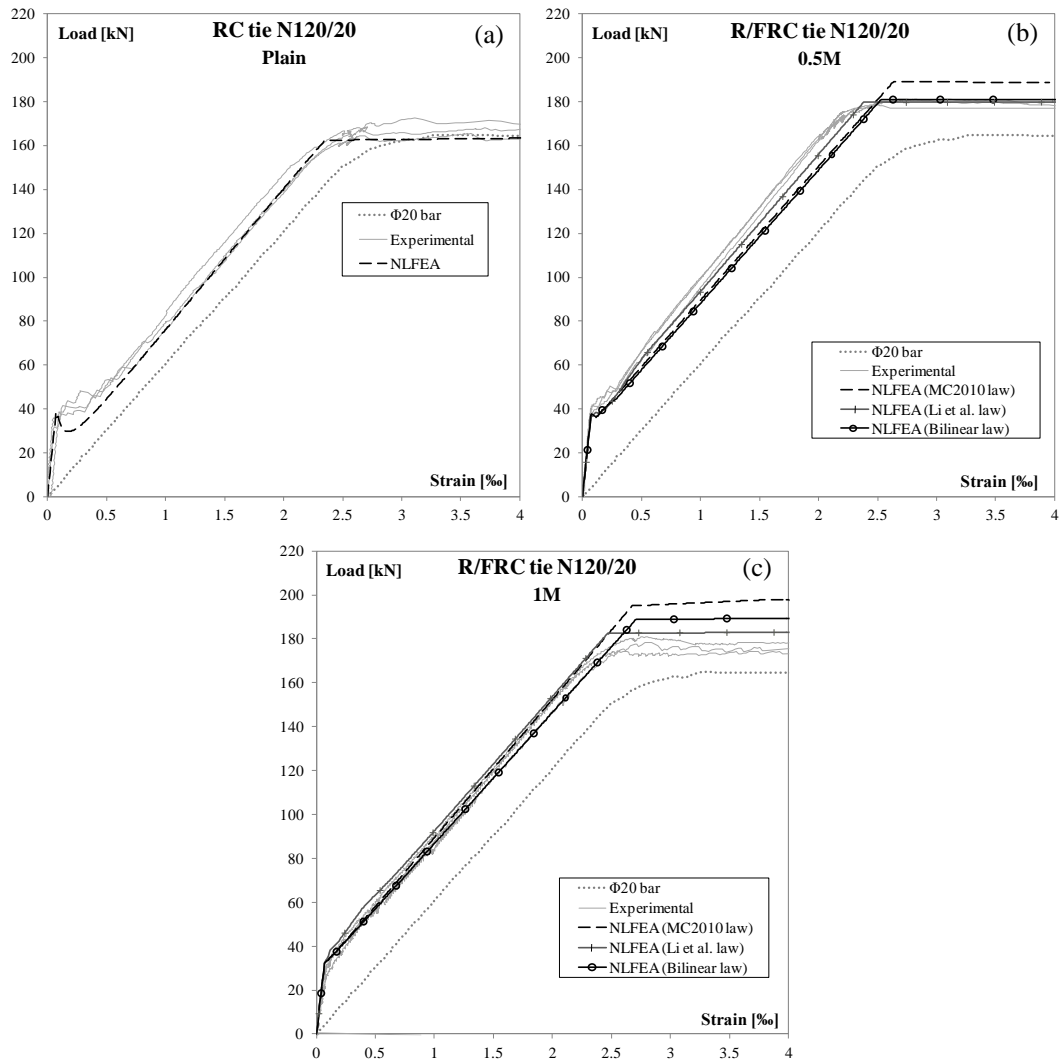 Load [kN]
RC tie N120/20
Plain
(a)
220
200
180
160
140
120
100
80
60
40
20
0
Φ20 bar
Experimental
NLFEA
Strain [‰]
0 0.5 1 1.5 2 2.5 3 3.5 4
Load [kN]
R/FRC tie N120/20
0.5M
(b)
220
200
180
160
140
120
100
80
60
40
20
0
Φ20 bar
Experimental
NLFEA (MC2010 law)
NLFEA (Li et al. law)
NLFEA (Bilinear law)
Strain [‰]
0 0.5 1 1.5 2 2.5 3 3.5 4
Load [kN]
R/FRC tie N120/20
1M
(c)
220
200
180
160
140
120
100
80
60
40
20
0
Φ20 bar
Experimental
NLFEA (MC2010 law)
NLFEA (Li et al. law)
NLFEA (Bilinear law)
Strain [‰]
0 0.5 1 1.5 2 2.5 3 3.5 4